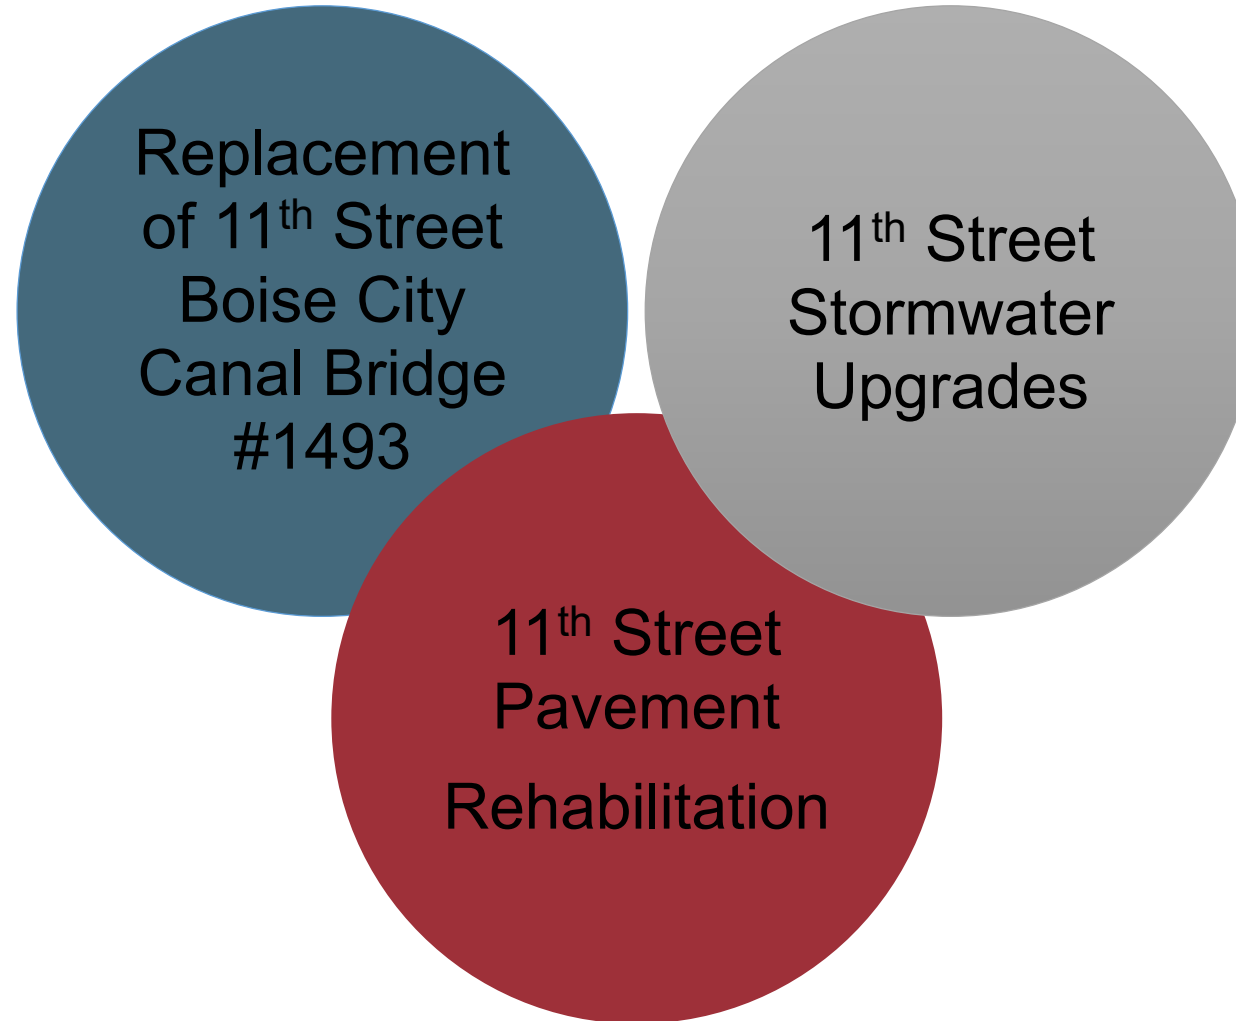 Replacement
of 11th Street
Boise City
Canal Bridge
#1493
11th Street
Stormwater
Upgrades
11th Street
Pavement
Rehabilitation